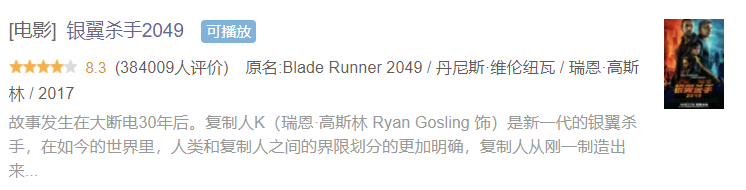 [电影] 银翼杀手2049 可播放
8.3 (384009人评价) 原名:Blade Runner 2049 / 丹尼斯·维伦纽瓦 / 瑞恩·高斯
林 / 2017
故事发生在大断电30年后。复制人K（瑞恩·高斯林 Ryan Gosling 饰）是新一代的银翼杀
手，在如今的世界里，人类和复制人之间的界限划分的更加明确，复制人从刚一制造出
来...
银翼杀手
2049